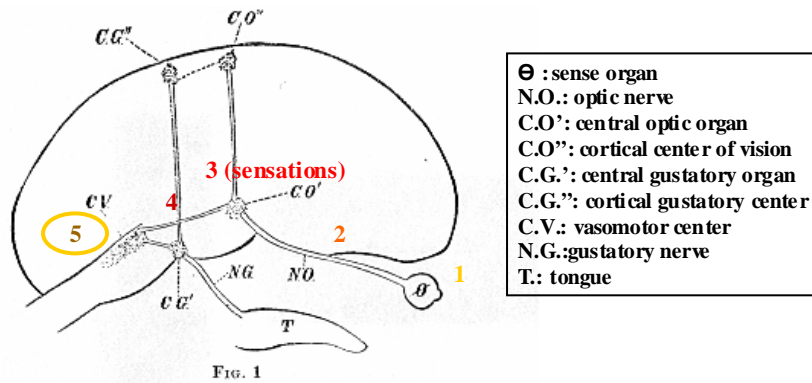 C.G."
C.O"
3 (sensations)
C.V.
4
C.O'
5
2
1
N.G.
N.O.
Ɵ
C G.'
T
FIG. 1
Ɵ : sense organ
N.O.: optic nerve
C.O’: central optic organ
C.O”: cortical center of vision
C.G.’: central gustatory organ
C.G.”: cortical gustatory center
C.V.: vasomotor center
N.G.:gustatory nerve
T.: tongue